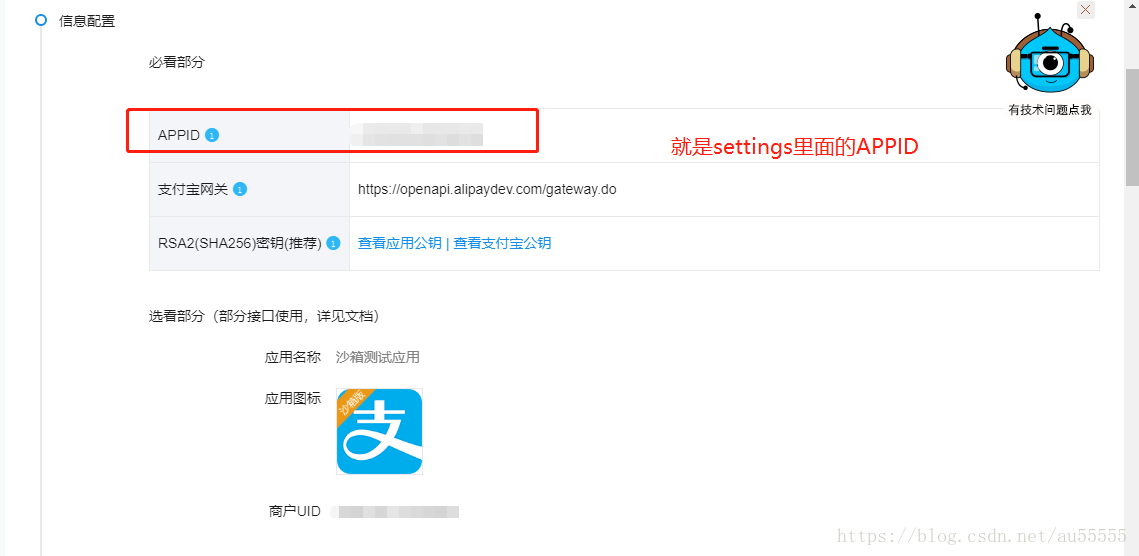 信息配置
必看部分
有技术问题点我
APPID 1
就是settings里面的APPID
支付宝网关 1 https://openapi.alipaydev.com/gateway.do
RSA2(SHA256)密钥(推荐) 1 查看应用公钥 | 查看支付宝公钥
选看部分（部分接口使用，详见文档）
应用名称 沙箱测试应用
应用图标
沙箱版
支
商户UID
https://blog.csdn.net/au55555